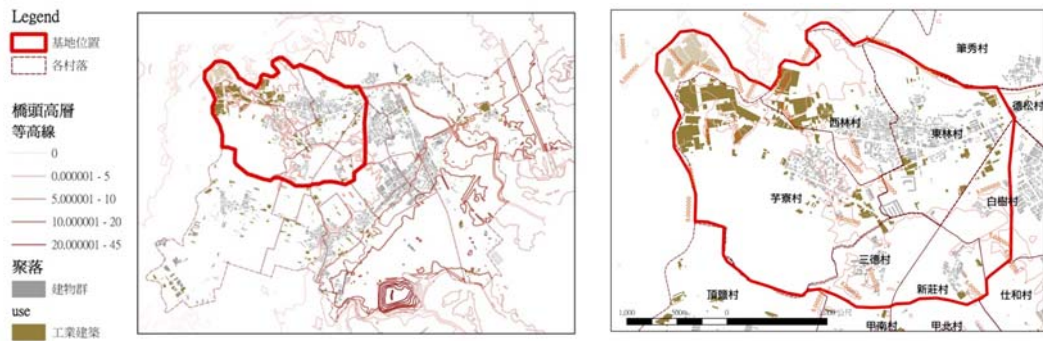 Legend
基地位置
各村落
橋頭高層
等高線
0
0.000001 - 5
5.000001 - 10
10.000001 - 20
20.000001 - 45
聚落
建物群
use
工業建築
筆秀村
德松村
西林村
東林村
芋寮村
白樹村
三德村
頂鹽村
新莊村
仕和村
甲南村
甲北村
1,000
500
0
公尺